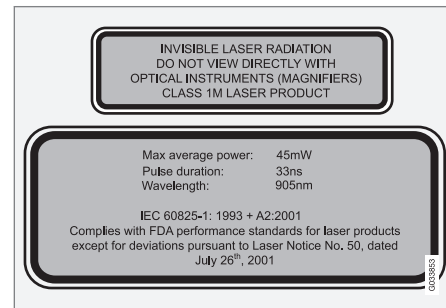 INVISIBLE LASER RADIATION
DO NOT VIEW DIRECTLY WITH
OPTICAL INSTRUMENTS (MAGNIFIERS)
CLASS 1M LASER PRODUCT
Max average power: 45mW
Pulse duration: 33ns
Wavelength: 905nm
IEC 60825-1: 1993 + A2:2001
Complies with FDA performance standards for laser products
except for deviations pursuant to Laser Notice No. 50, dated
July 26th, 2001
G033853